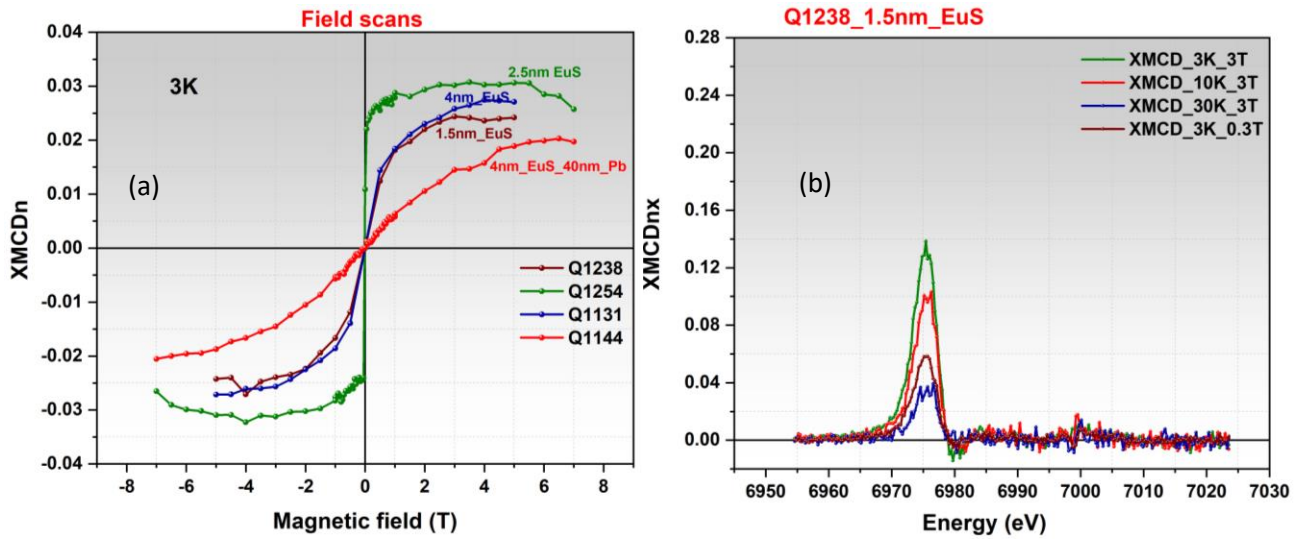 Field scans
0.04
0.03
0.02
0.01
0.00
-0.01
-0.02
-0.03
-0.04
XMCDn
3K
(a)
2.5nm EuS
4nm_EuS
1.5nm_EuS
4nm_EuS_40nm_Pb
Q1238
Q1254
Q1131
Q1144
-8 -6 -4 -2 0 2 4 6 8
Magnetic field (T)
Q1238_1.5nm_EuS
0.28
0.24
0.20
0.16
0.12
0.08
0.04
0.00
XMCDnx
(b)
XMCD_3K_3T
XMCD_10K_3T
XMCD_30K_3T
XMCD_3K_0.3T
6950 6960 6970 6980 6990 7000 7010 7020 7030
Energy (eV)